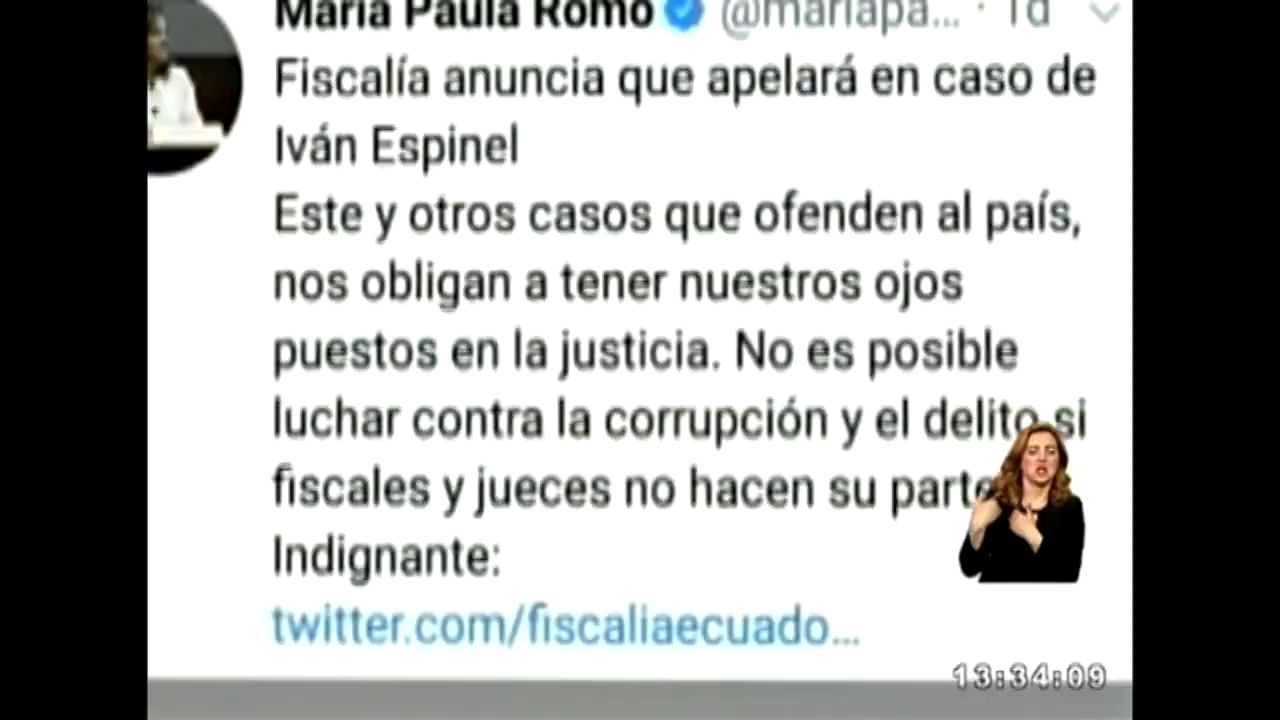 María Paula Romo @mariapa... · 1d
Fiscalía anuncia que apelará en caso de
Iván Espinel
Este y otros casos que ofenden al país,
nos obligan a tener nuestros ojos
puestos en la justicia. No es posible
luchar contra la corrupción y el delito si
fiscales y jueces no hacen su parte
Indignante:
twitter.com/fiscaliaecuado...
13:34:09